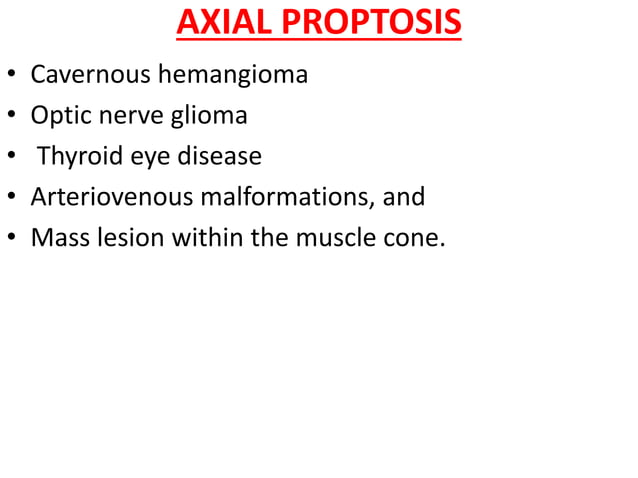 AXIAL PROPTOSIS
• Cavernous hemangioma
• Optic nerve glioma
• Thyroid eye disease
• Arteriovenous malformations, and
• Mass lesion within the muscle cone.